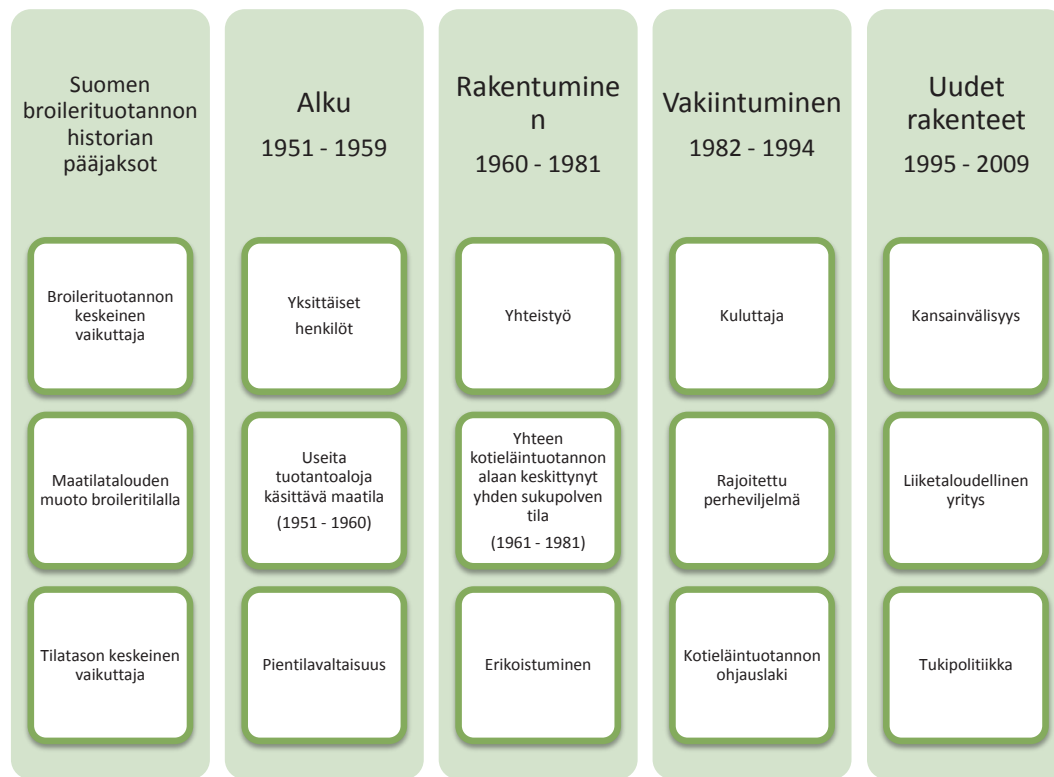 Suomen
broilerituotannon
historian
pääjaksot
Broilerituotannon
keskeinen
vaikuttaja
Maatilatalouden
muoto broileritilalla
Tilatason keskeinen
vaikuttaja
Alku
1951 - 1959
Yksittäiset
henkilöt
Useita
tuotantoaloja
käsittävä maatila
(1951 - 1960)
Pientilavaltaisuus
Rakentumine
n
1960 - 1981
Yhteistyö
Yhteen
kotieläintuotannon
alaan keskittynyt
yhden sukupolven
tila
(1961 - 1981)
Erikoistuminen
Vakiintuminen
1982 - 1994
Kuluttaja
Rajoitettu
perheviljelmä
Kotieläintuotannon
ohjauslaki
Uudet
rakenteet
1995 - 2009
Kansainvälisyys
Liiketaloudellinen
yritys
Tukipolitiikka